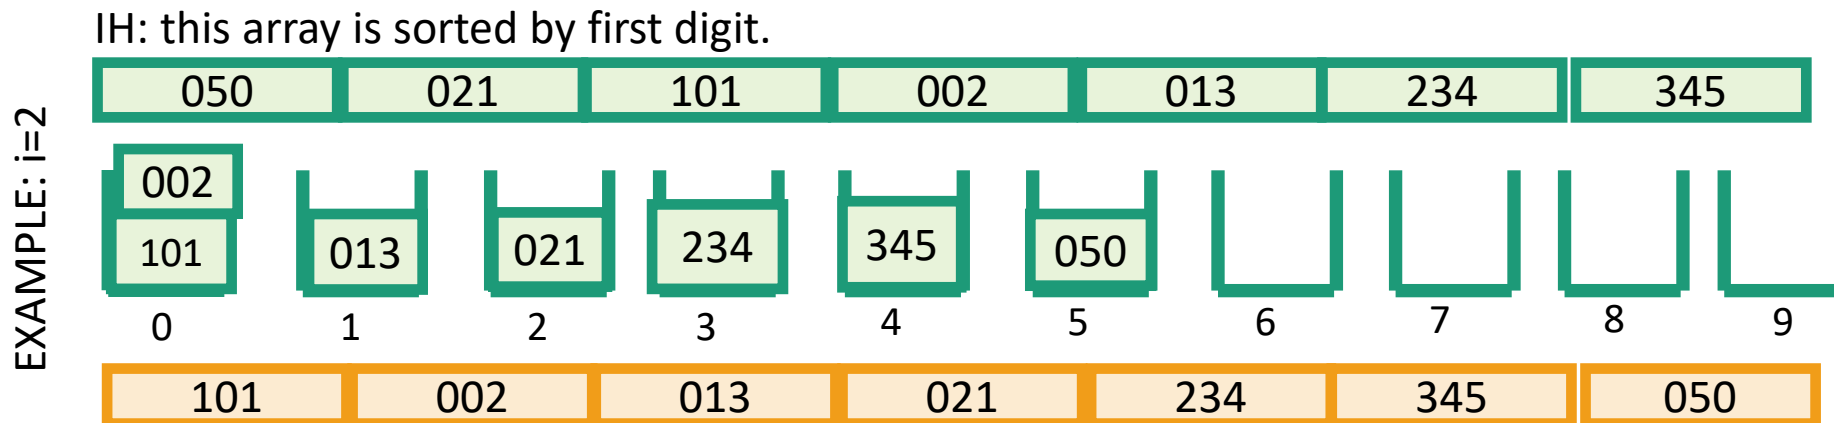 IH: this array is sorted by first digit.
EXAMPLE: i=2
050 021 101 002 013 234 345
002
101 013 021 234 345 050
0 1 2 3 4 5 6 7 8 9
101 002 013 021 234 345 050